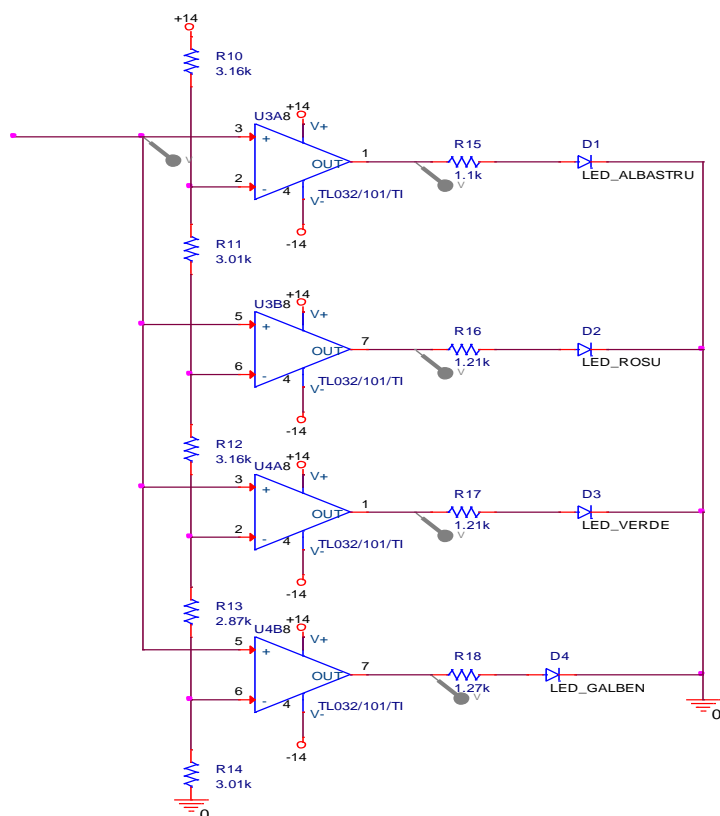 +14
R10
3.16k
U3A8
+14
V+
3
+
OUT
1
2
-
4
V-
TL032/101/TI
-14
R15
1.1k
D1
LED_ALBASTRU
V
R11
3.01k
U3B8
+14
V+
5
+
OUT
7
6
-
4
V-
TL032/101/TI
-14
R16
1.21k
D2
LED_ROSU
V
R12
3.16k
U4A8
+14
V+
3
+
OUT
1
2
-
4
V-
TL032/101/TI
-14
R17
1.21k
D3
LED_VERDE
V
R13
2.87k
U4B8
+14
V+
5
+
OUT
7
6
-
4
V-
TL032/101/TI
-14
R18
1.27k
D4
LED_GALBEN
V
0
R14
3.01k
0